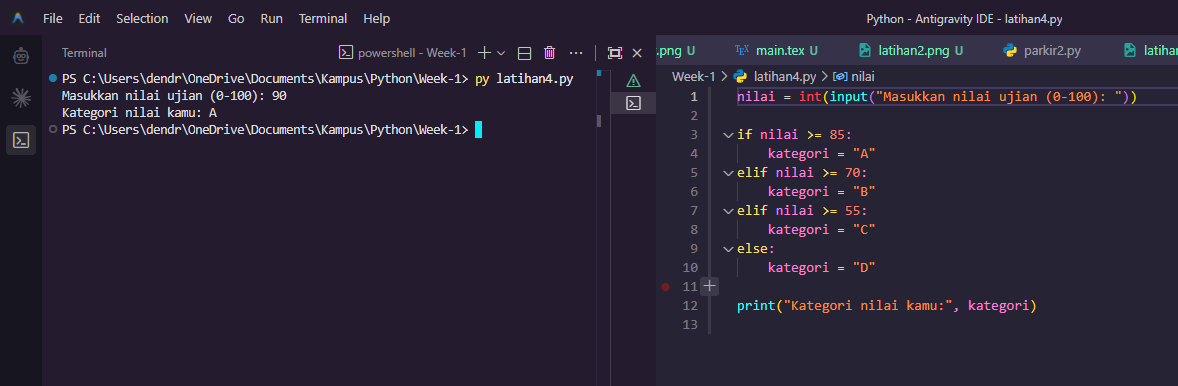 File Edit Selection View Go Run Terminal Help
Python - Antigravity IDE - latihan4.py
Terminal
powershell - Week-1
PS C:\Users\dendr\OneDrive\Documents\Kampus\Python\Week-1> py latihan4.py
Masukkan nilai ujian (0-100): 90
Kategori nilai kamu: A
PS C:\Users\dendr\OneDrive\Documents\Kampus\Python\Week-1>
.png U
main.tex U
latihan2.png U
parkir2.py
latihan
Week-1 > latihan4.py > nilai
1 nilai = int(input("Masukkan nilai ujian (0-100): "))
2
3 if nilai >= 85:
4 kategori = "A"
5 elif nilai >= 70:
6 kategori = "B"
7 elif nilai >= 55:
8 kategori = "C"
9 else:
10 kategori = "D"
11
12 print("Kategori nilai kamu:", kategori)
13